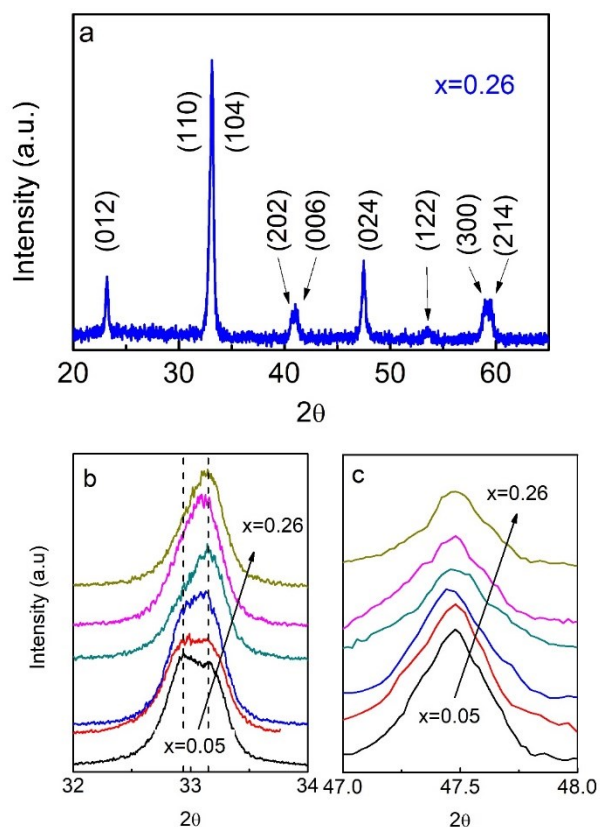 a
x=0.26
Intensity (a.u.)
(012)
(110)
(104)
(202)
(006)
(024)
(122)
(300)
(214)
20 30 40 50 60
2θ
b
x=0.26
x=0.05
Intensity (a.u)
32 33 34
2θ
c
x=0.26
x=0.05
47.0 47.5 48.0
2θ